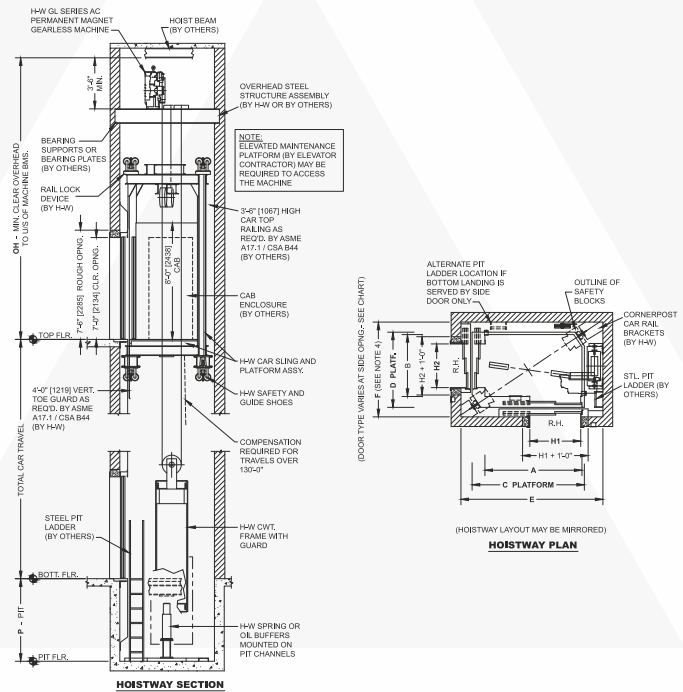 H-W GL SERIES AC
PERMANENT MAGNET
GEARLESS MACHINE
HOIST BEAM
(BY OTHERS)
3'-6"
MIN.
OVERHEAD STEEL
STRUCTURE ASSEMBLY
(BY H-W OR BY OTHERS)
BEARING
SUPPORTS OR
BEARING PLATES
(BY OTHERS)
NOTE:
ELEVATED MAINTENANCE
PLATFORM (BY ELEVATOR
CONTRACTOR) MAY BE
REQUIRED TO ACCESS
THE MACHINE
RAIL LOCK
DEVICE
(BY H-W)
OH - MIN. CLEAR OVERHEAD
TO U/S OF MACHINE BMS.
3'-6" [1067] HIGH
CAR TOP
RAILING AS
REQ'D. BY ASME
A17.1 / CSA B44
(BY OTHERS)
7'-6" [2285] ROUGH OPNG.
7'-0" [2134] CLR. OPNG.
8'-0" [2438]
CAB
CAB
ENCLOSURE
(BY OTHERS)
TOP FLR.
H-W CAR SLING AND
PLATFORM ASSY.
4'-0" [1219] VERT.
TOE GUARD AS
REQ'D. BY ASME
A17.1 / CSA B44
(BY H-W)
H-W SAFETY AND
GUIDE SHOES
COMPENSATION
REQUIRED FOR
TRAVELS OVER
130'-0"
TOTAL CAR TRAVEL
STEEL PIT
LADDER
(BY OTHERS)
H-W CWT.
FRAME WITH
GUARD
BOTT. FLR.
P - PIT
H-W SPRING OR
OIL BUFFERS
MOUNTED ON
PIT CHANNELS
PIT FLR.
HOISTWAY SECTION
ALTERNATE PIT
LADDER LOCATION IF
BOTTOM LANDING IS
SERVED BY SIDE
DOOR ONLY
OUTLINE OF
SAFETY
BLOCKS
CORNERPOST
CAR RAIL
BRACKETS
(BY H-W)
STL. PIT
LADDER (BY
OTHERS)
(DOOR TYPE VARIES AT SIDE OPNG.- SEE CHART)
F (SEE NOTE 4)
D PLATF.
B
H2 + 1'-0"
H2
R.H.
R.H.
H1
H1 + 1'-0"
A
C PLATFORM
E
(HOISTWAY LAYOUT MAY BE MIRRORED)
HOISTWAY PLAN